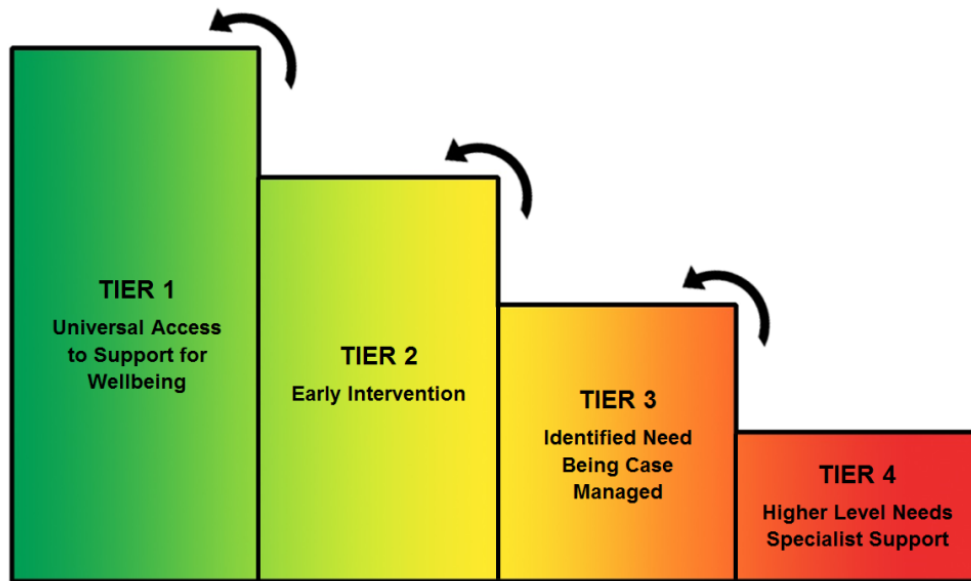 TIER 1
Universal Access
to Support for
Wellbeing
TIER 2
Early Intervention
TIER 3
Identified Need
Being Case
Managed
TIER 4
Higher Level Needs
Specialist Support